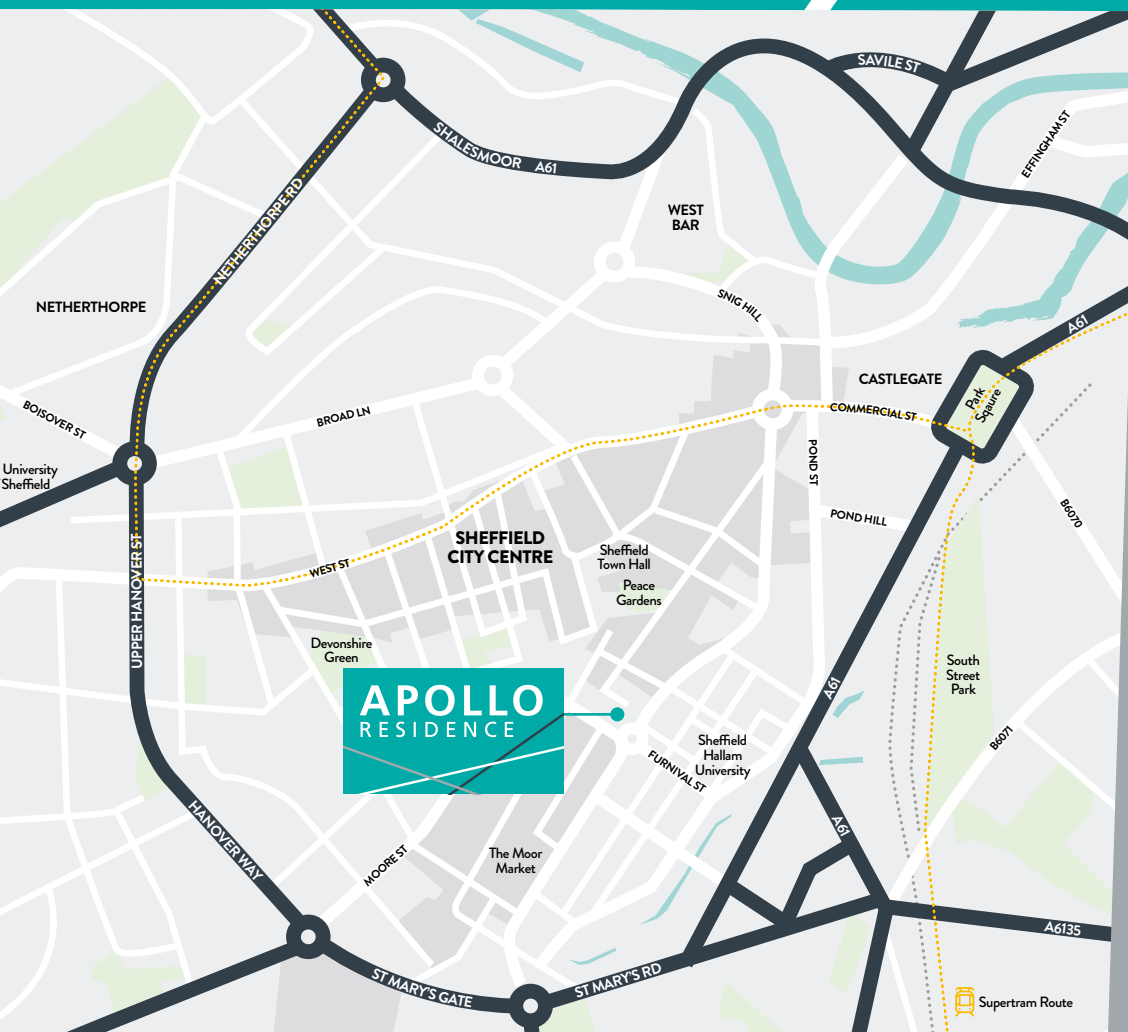 SAVILE ST
EFFINGHAM ST
SHALESMOOR A61
NETHERTHORPE RD
WEST
BAR
NETHERTHORPE
SNIG HILL
A61
CASTLEGATE
Park
Sqaure
BOISOVER ST
BROAD LN
COMMERCIAL ST
University
Sheffield
POND ST
B6070
POND HILL
SHEFFIELD
CITY CENTRE
Sheffield
Town Hall
Peace
Gardens
WEST ST
UPPER HANOVER ST
Devonshire
Green
South
Street
Park
A61
APOLLO
RESIDENCE
B6071
Sheffield
Hallam
University
FURNIVAL ST
A61
HANOVER WAY
MOORE ST
The Moor
Market
A6135
ST MARY'S GATE
ST MARY'S RD
Supertram Route